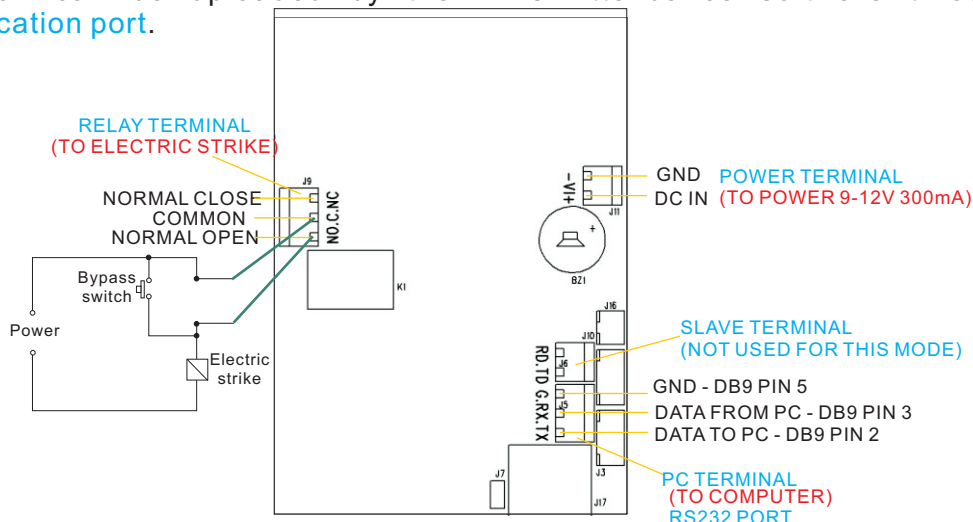 cation port.
RELAY TERMINAL
(TO ELECTRIC STRIKE)
J9
NORMAL CLOSE
COMMON
NORMAL OPEN
NO.C.NC
K1
Bypass
switch
Power
Electric
strike
-VI+
GND
DC IN
POWER TERMINAL
(TO POWER 9-12V 300mA)
J11
+
BZ1
J16
J10
RD.TD
J6
SLAVE TERMINAL
(NOT USED FOR THIS MODE)
G.RX.TX
J5
GND - DB9 PIN 5
DATA FROM PC - DB9 PIN 3
DATA TO PC - DB9 PIN 2
J3
J7
J17
PC TERMINAL
(TO COMPUTER)
RS232 PORT